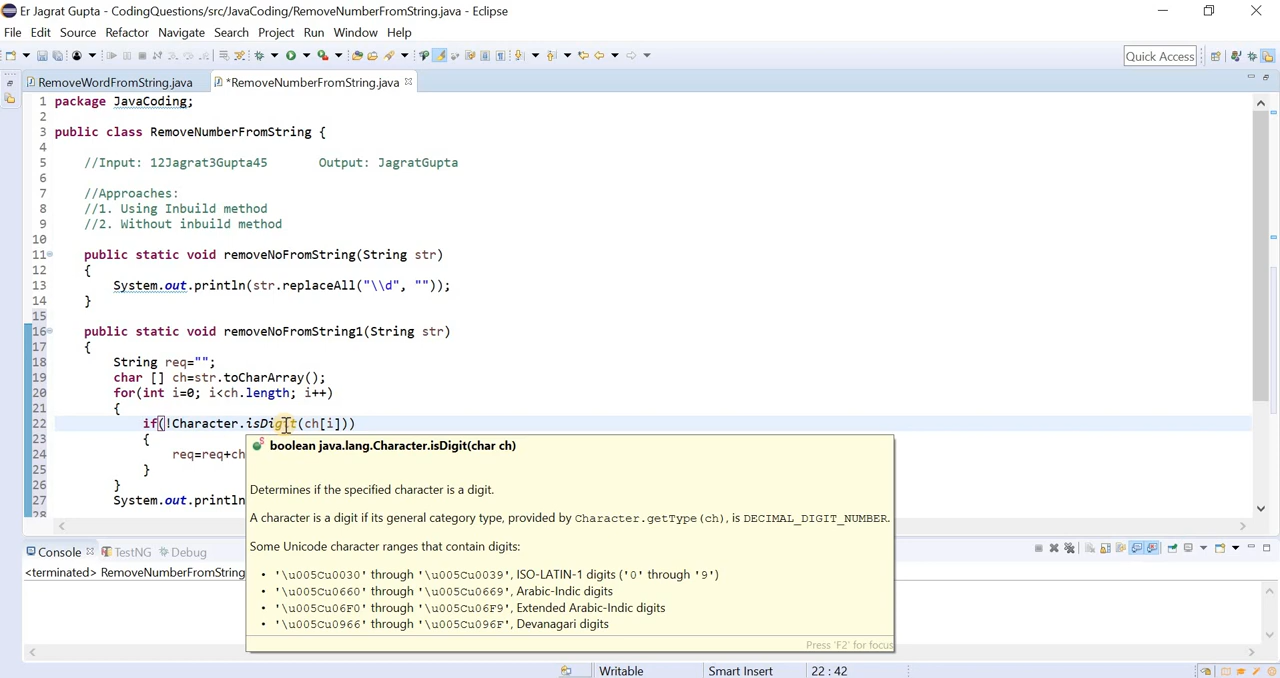 Er Jagrat Gupta - CodingQuestions/src/JavaCoding/RemoveNumberFromString.java - Eclipse
File Edit Source Refactor Navigate Search Project Run Window Help
Quick Access
RemoveWordFromString.java *RemoveNumberFromString.java
1 package JavaCoding;
2
3 public class RemoveNumberFromString {
4
5 //Input: 12Jagrat3Gupta45 Output: JagratGupta
6
7 //Approaches:
8 //1. Using Inbuild method
9 //2. Without inbuild method
10
11 public static void removeNoFromString(String str)
12 {
13 System.out.println(str.replaceAll("\\d", ""));
14 }
15
16 public static void removeNoFromString1(String str)
17 {
18 String req="";
19 char [] ch=str.toCharArray();
20 for(int i=0; i<ch.length; i++)
21 {
22 if(!Character.isDigit(ch[i]))
23 {
24 req=req+ch
25 }
26 }
27 System.out.println
28
boolean java.lang.Character.isDigit(char ch)
Determines if the specified character is a digit.
A character is a digit if its general category type, provided by Character.getType(ch), is DECIMAL_DIGIT_NUMBER.
Some Unicode character ranges that contain digits:
• '\u005Cu0030' through '\u005Cu0039', ISO-LATIN-1 digits ('0' through '9')
• '\u005Cu0660' through '\u005Cu0669', Arabic-Indic digits
• '\u005Cu06F0' through '\u005Cu06F9', Extended Arabic-Indic digits
• '\u005Cu0966' through '\u005Cu096F', Devanagari digits
Press 'F2' for focus
Console TestNG Debug
<terminated> RemoveNumberFromString
Writable Smart Insert 22 : 42